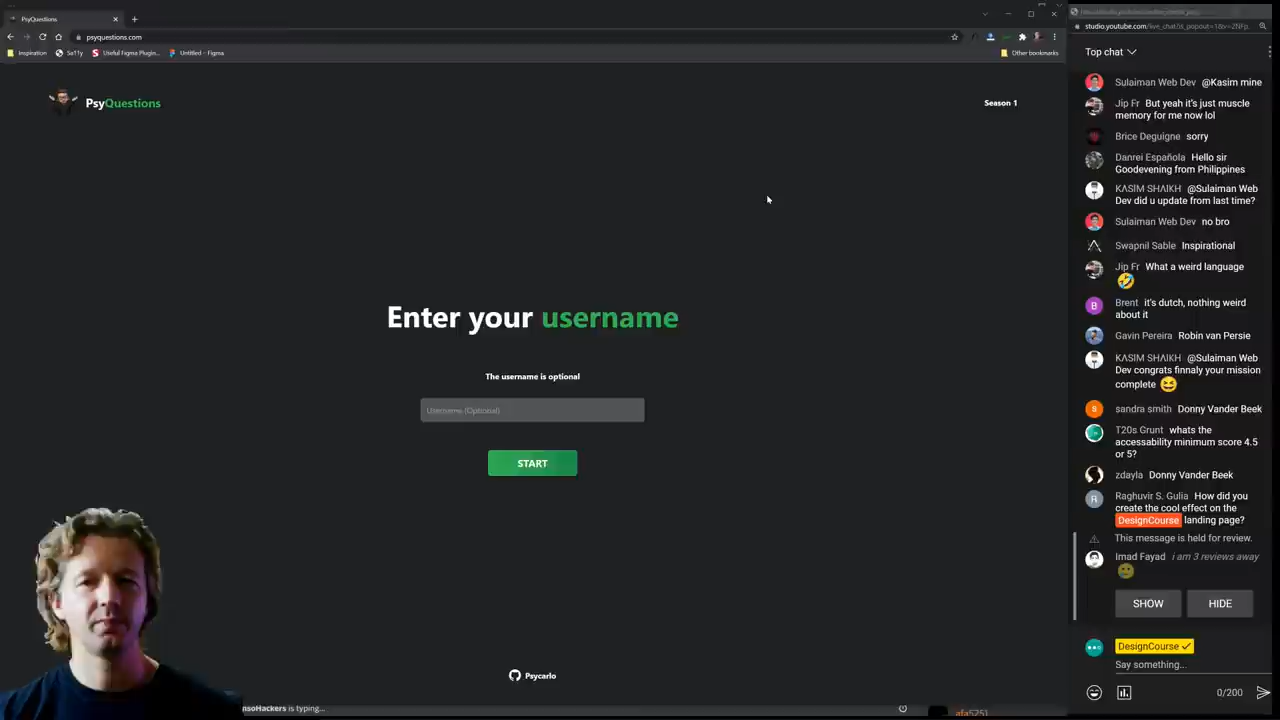 PsyQuestions
psyquestions.com
Inspiration
Sa11y
Useful Figma Plugin...
Untitled - Figma
Other bookmarks
PsyQuestions
Season 1
Enter your username
The username is optional
Username (Optional)
START
Psycarlo
nsoHackers is typing...
Top chat
Sulaiman Web Dev @Kasim mine
Jip Fr But yeah it's just muscle
memory for me now lol
Brice Deguigne sorry
Danrei Española Hello sir
Goodevening from Philippines
KΛSIM SHΛIKH @Sulaiman Web
Dev did u update from last time?
Sulaiman Web Dev no bro
Swapnil Sable Inspirational
Jip Fr What a weird language
🤣
Brent it's dutch, nothing weird
about it
Gavin Pereira Robin van Persie
KΛSIM SHΛIKH @Sulaiman Web
Dev congrats finnaly your mission
complete 😆
sandra smith Donny Vander Beek
T20s Grunt whats the
accessability minimum score 4.5
or 5?
zdayla Donny Vander Beek
Raghuvir S. Gulia How did you
create the cool effect on the
DesignCourse landing page?
This message is held for review.
Imad Fayad i am 3 reviews away
SHOW HIDE
DesignCourse
Say something...
0/200